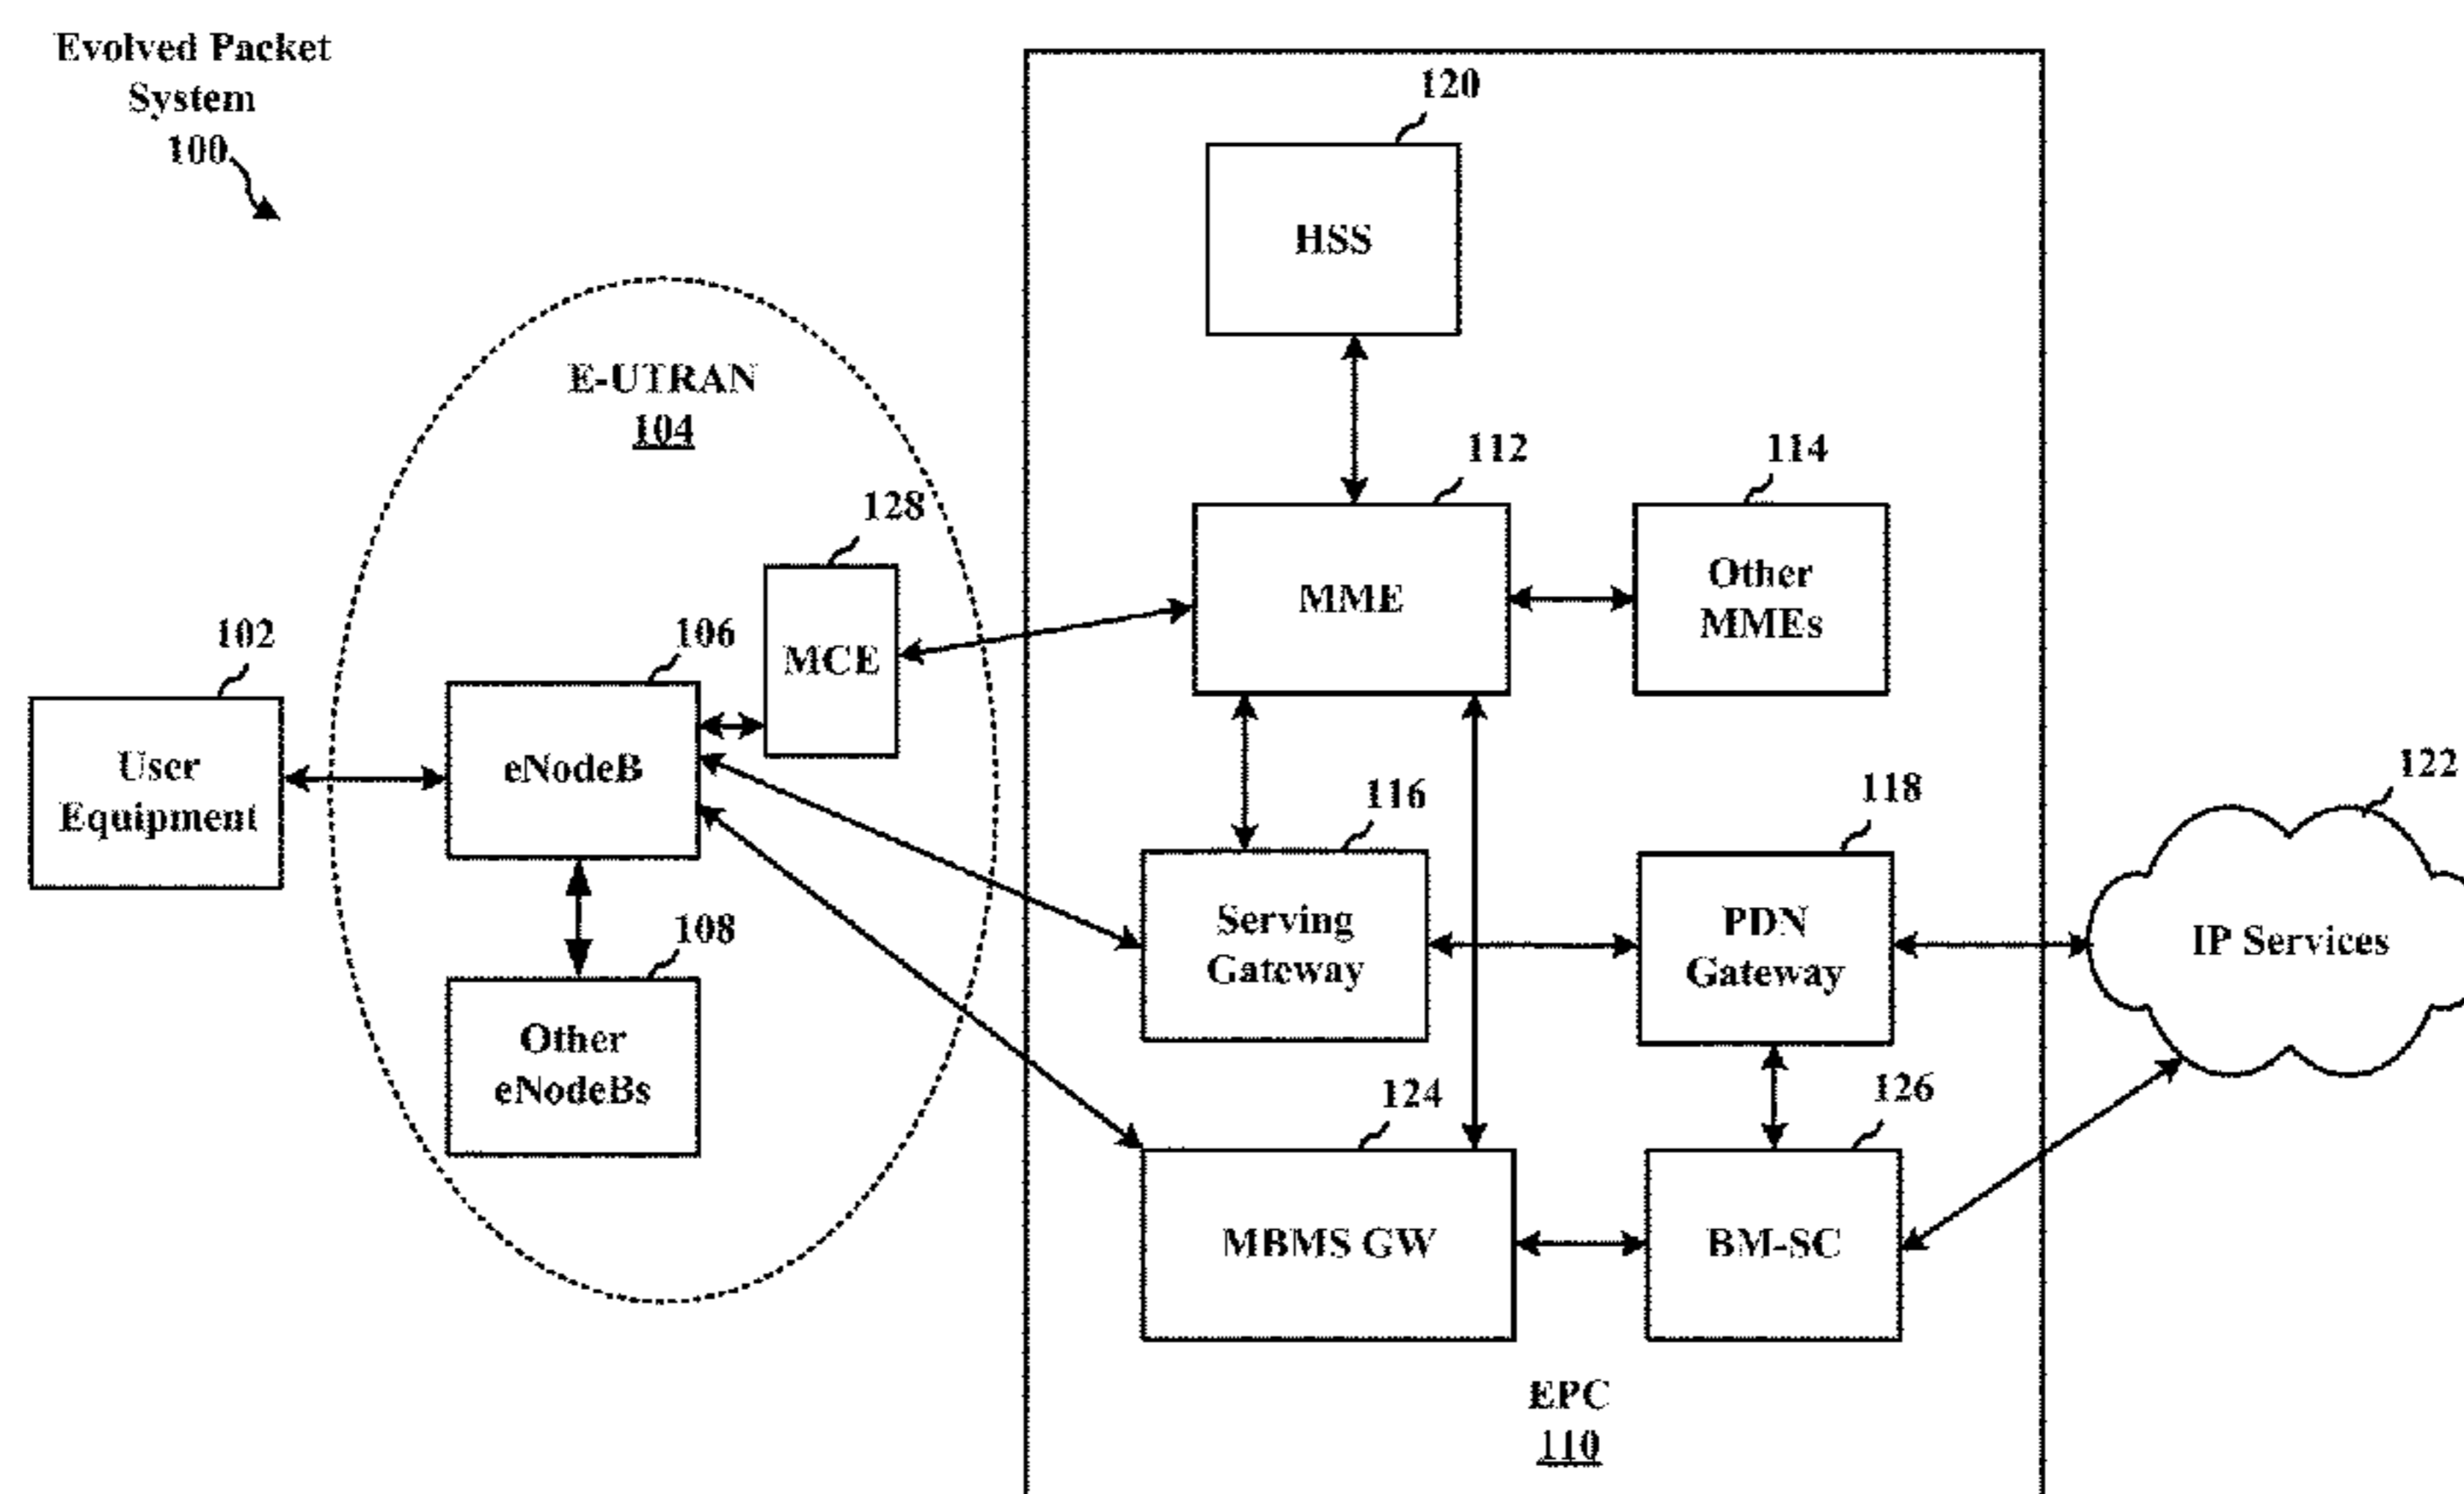 Evolved Packet
System
100
120
HSS
E-UTRAN
104
112
114
128
MME
Other
MMEs
102
106
MCE
User
Equipment
eNodeB
122
116
118
108
Serving
Gateway
PDN
Gateway
IP Services
Other
eNodeBs
124
126
MBMS GW
BM-SC
EPC
110